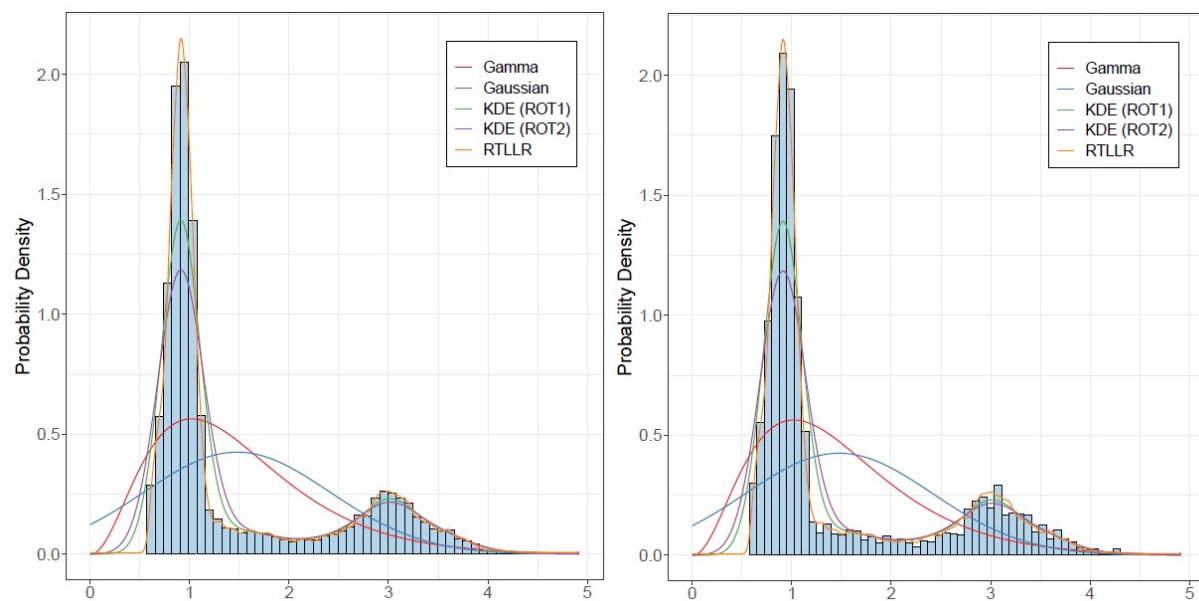 Probability Density
2.0
1.5
1.0
0.5
0.0
0 1 2 3 4 5
Gamma
Gaussian
KDE (ROT1)
KDE (ROT2)
RTLLR
Probability Density
2.0
1.5
1.0
0.5
0.0
0 1 2 3 4 5
Gamma
Gaussian
KDE (ROT1)
KDE (ROT2)
RTLLR